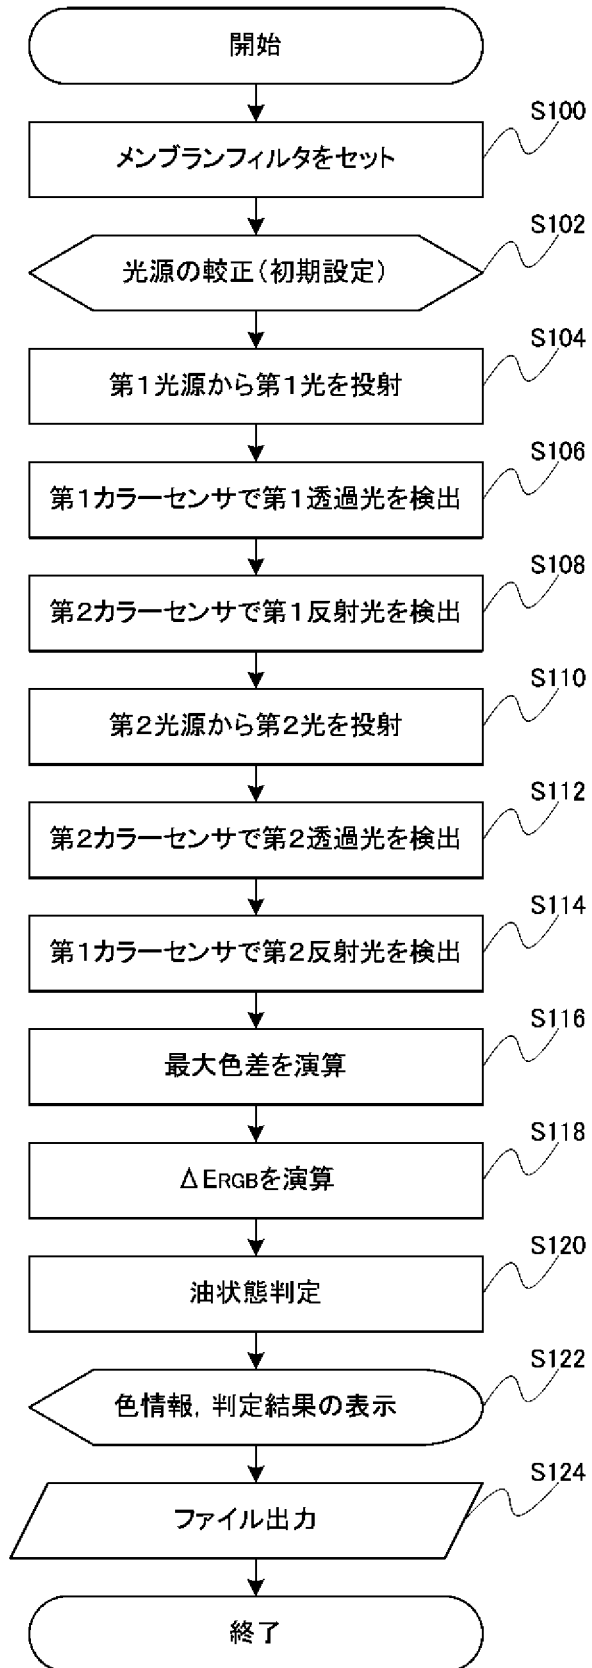 開始
S100
メンブランフィルタをセット
S102
光源の較正(初期設定)
S104
第1光源から第1光を投射
S106
第1カラーセンサで第1透過光を検出
S108
第2カラーセンサで第1反射光を検出
S110
第2光源から第2光を投射
S112
第2カラーセンサで第2透過光を検出
S114
第1カラーセンサで第2反射光を検出
S116
最大色差を演算
S118
ΔERGBを演算
S120
油状態判定
S122
色情報, 判定結果の表示
S124
ファイル出力
終了